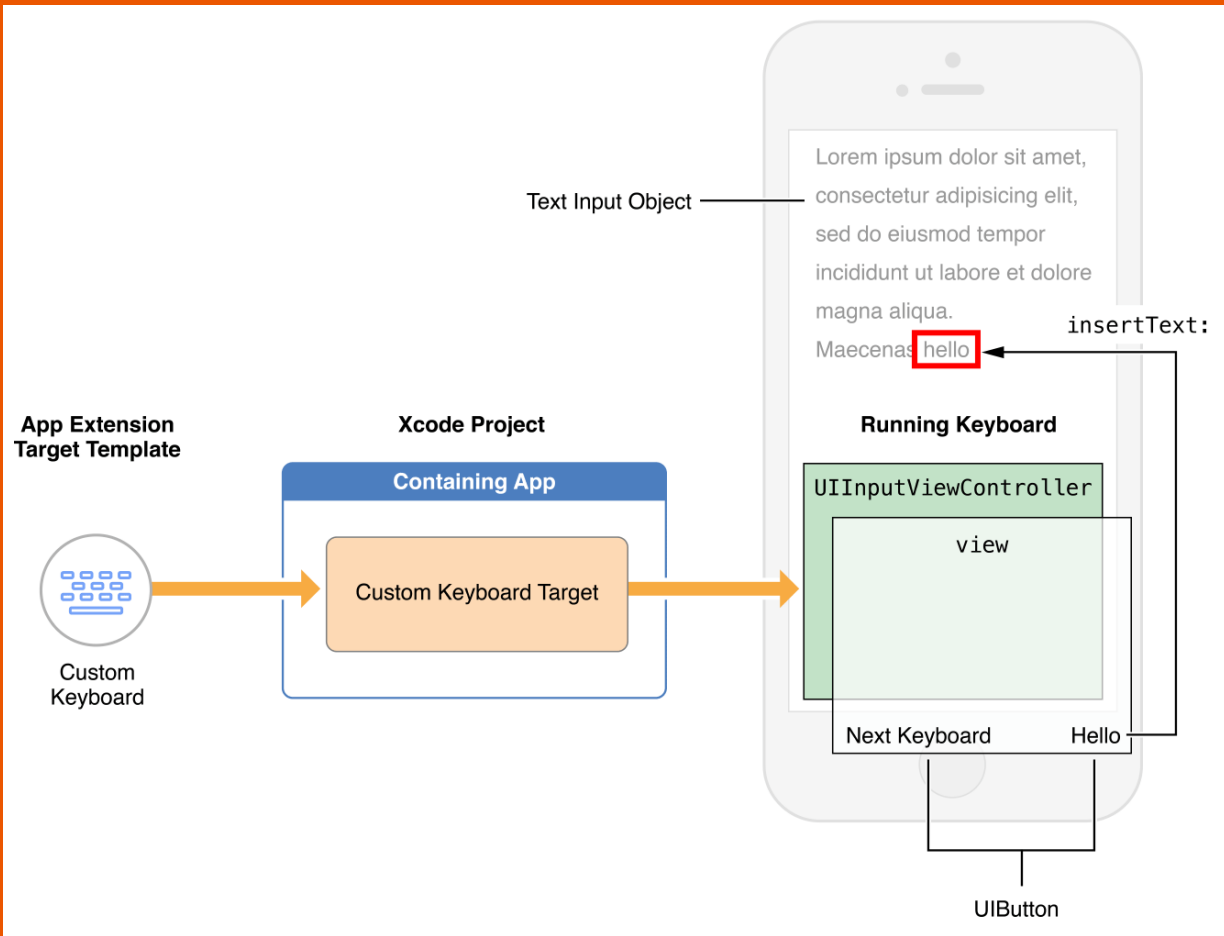 Lorem ipsum dolor sit amet,
Text Input Object
consectetur adipisicing elit,
sed do eiusmod tempor
incididunt ut labore et dolore
magna aliqua.
insertText:
Maecenas hello
App Extension
Target Template
Xcode Project
Running Keyboard
Containing App
UIInputViewController
view
Custom Keyboard Target
Custom
Keyboard
Next Keyboard
Hello
UIButton